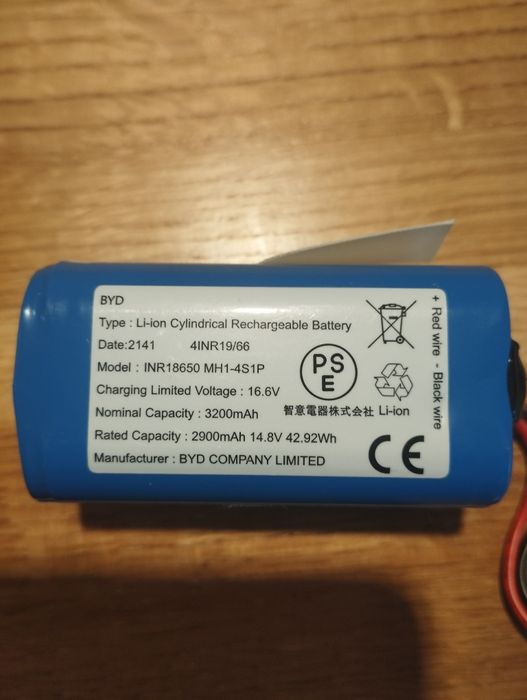 BYD
Type : Li-ion Cylindrical Rechargeable Battery
Date:2141 4INR19/66
Model : INR18650 MH1-4S1P
Charging Limited Voltage : 16.6V
Nominal Capacity : 3200mAh
Rated Capacity : 2900mAh 14.8V 42.92Wh
Manufacturer : BYD COMPANY LIMITED
PS
E
智意電器株式会社 Li-ion
CE
+ Red wire - Black wire